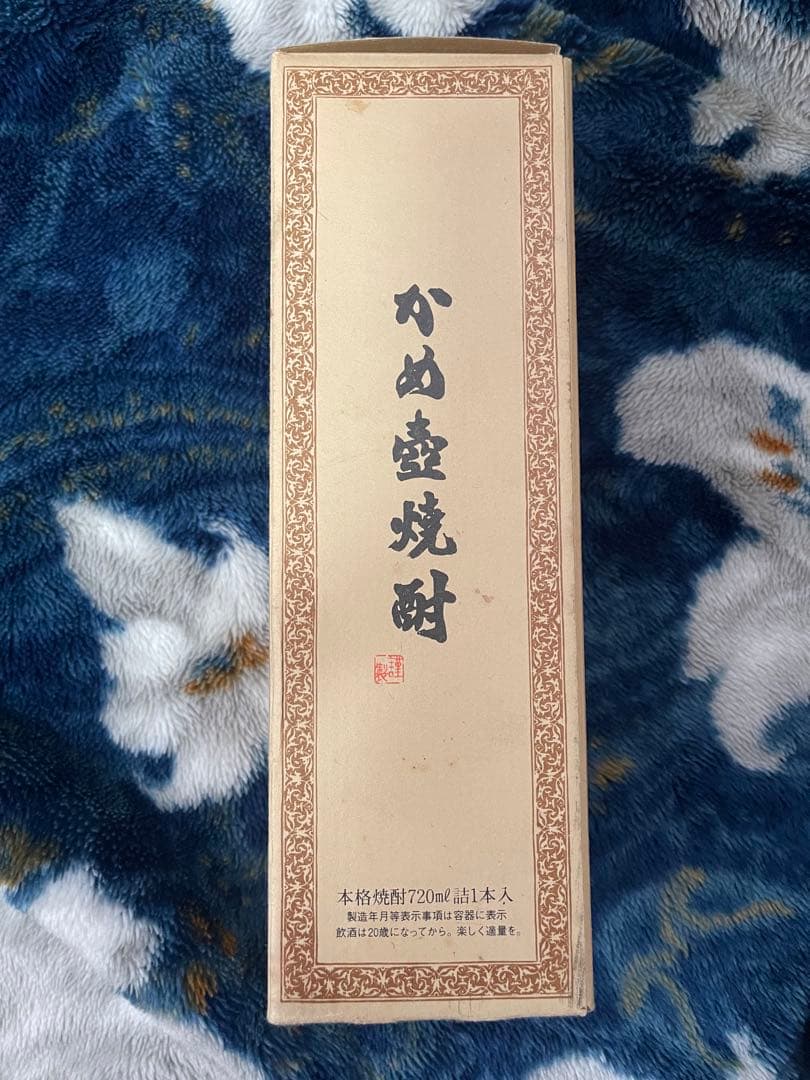 かめ壺焼酎
謹製
本格焼酎720mℓ詰1本入
製造年月等表示事項は容器に表示
飲酒は20歳になってから。楽しく適量を。